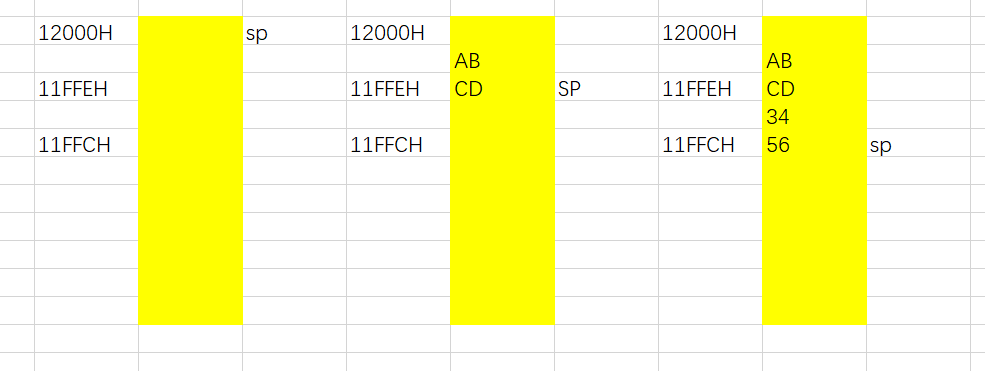 12000H sp 12000H 12000H
AB AB
11FFEH 11FFEH CD SP 11FFEH CD
34
11FFCH 11FFCH 11FFCH 56 sp